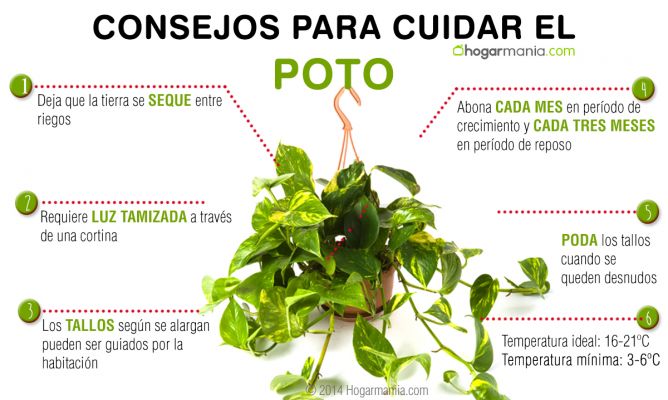 CONSEJOS PARA CUIDAR EL
POTO
hogarmania.com
1
Deja que la tierra se SEQUE entre
riegos
2
Requiere LUZ TAMIZADA a través
de una cortina
3
Los TALLOS según se alargan
pueden ser guiados por la
habitación
4
Abona CADA MES en período de
crecimiento y CADA TRES MESES
en período de reposo
5
PODA los tallos
cuando se
queden desnudos
6
Temperatura ideal: 16-21ºC
Temperatura mínima: 3-6ºC
© 2014 Hogarmania.com